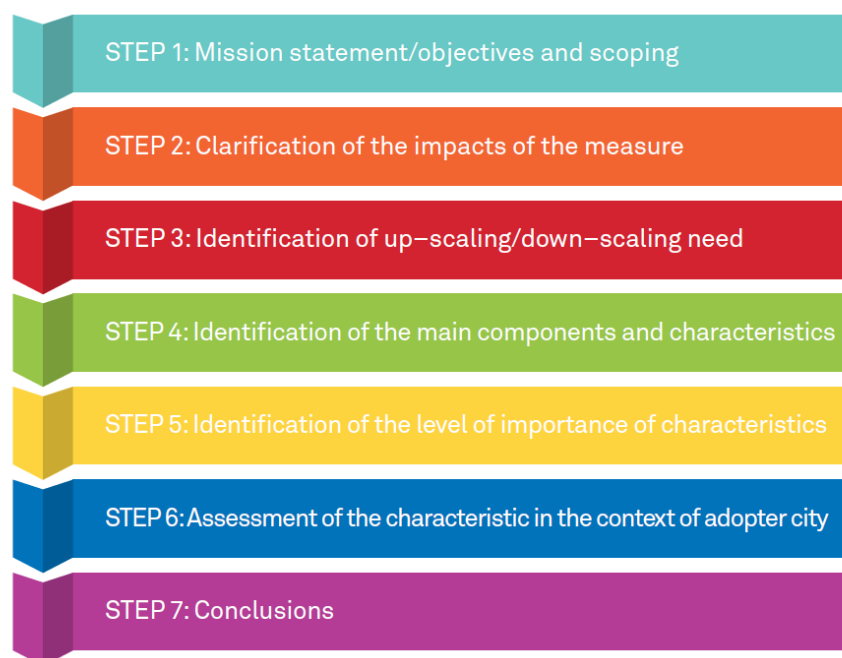 STEP 1: Mission statement/objectives and scoping
STEP 2: Clarification of the impacts of the measure
STEP 3: Identification of up–scaling/down–scaling need
STEP 4: Identification of the main components and characteristics
STEP 5: Identification of the level of importance of characteristics
STEP 6: Assessment of the characteristic in the context of adopter city
STEP 7: Conclusions